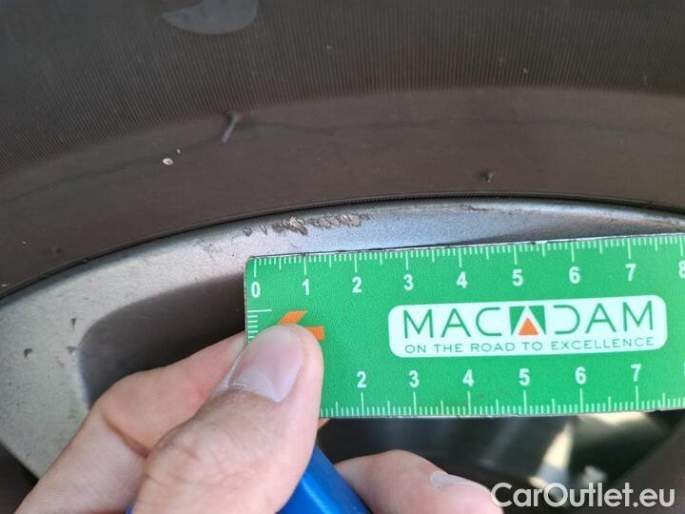 0 1 2 3 4 5 6 7 8
MACADAM
ON THE ROAD TO EXCELLENCE
2 3 4 5 6 7
CarOutlet.eu